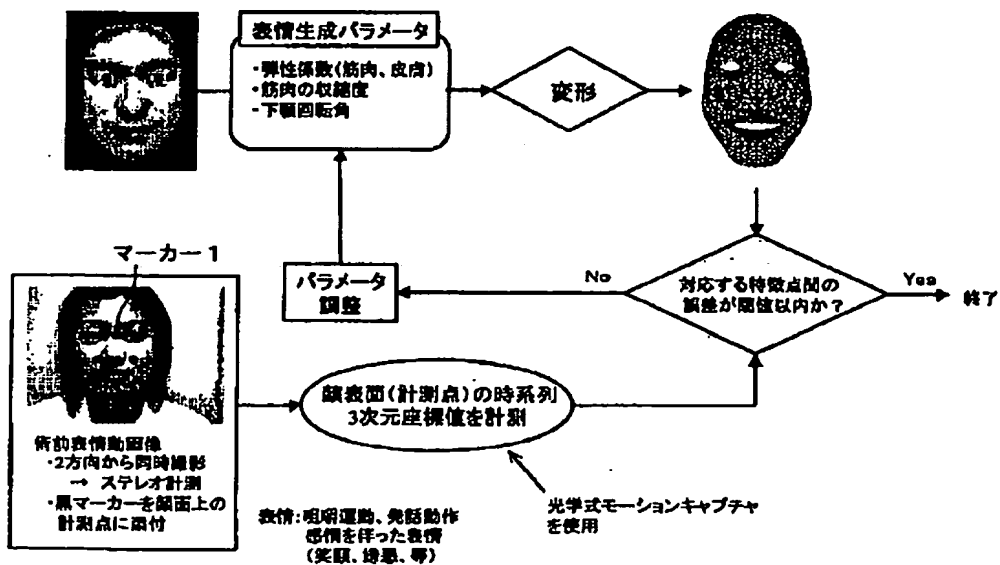 表情生成パラメータ
・弾性係数(筋肉、皮膚)
・筋肉の収縮度
・下顎回転角
変形
マーカー1
パラメータ
調整
No
対応する特徴点間の
誤差が閾値以内か?
Yes
終了
顔表面(計測点)の時系列
3次元座標値を計測
術前表情動画像
・2方向から同時撮影
→ ステレオ計測
・黒マーカーを顔面上の
計測点に添付
表情:咀嚼運動、発話動作
感情を伴った表情
(笑顔、嫌悪、等)
光学式モーションキャプチャ
を使用